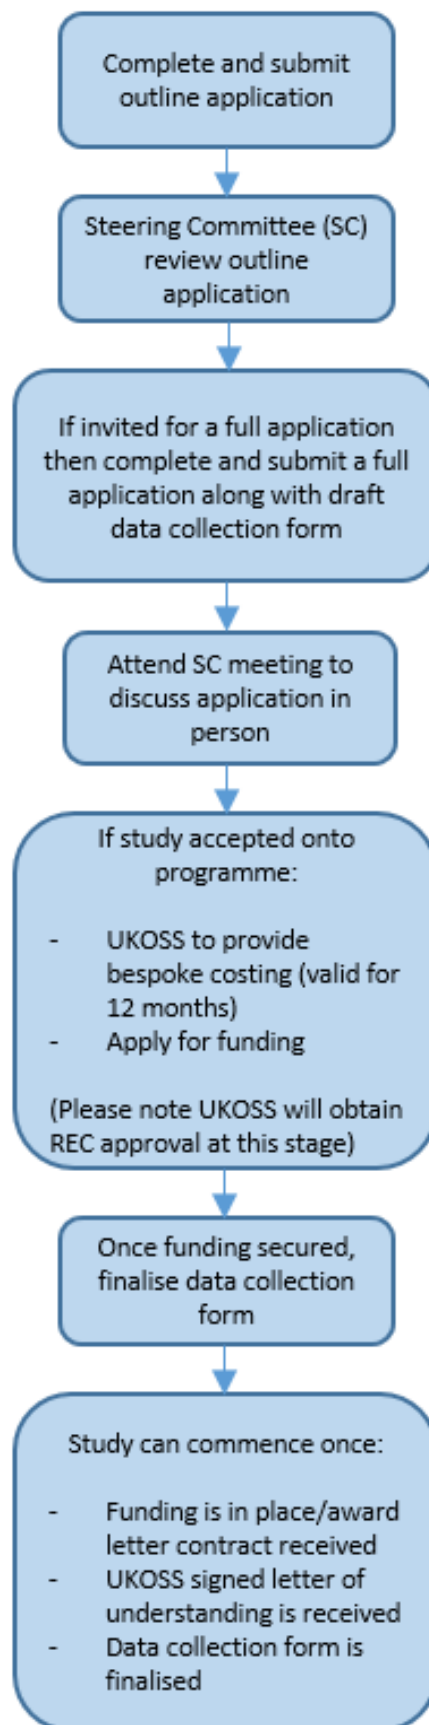 Complete and submit
outline application
Steering Committee (SC)
review outline
application
If invited for a full application
then complete and submit a full
application along with draft
data collection form
Attend SC meeting to
discuss application in
person
If study accepted onto
programme:
- UKOSS to provide
bespoke costing (valid for
12 months)
- Apply for funding
(Please note UKOSS will obtain
REC approval at this stage)
Once funding secured,
finalise data collection
form
Study can commence once:
- Funding is in place/award
letter contract received
- UKOSS signed letter of
understanding is received
- Data collection form is
finalised